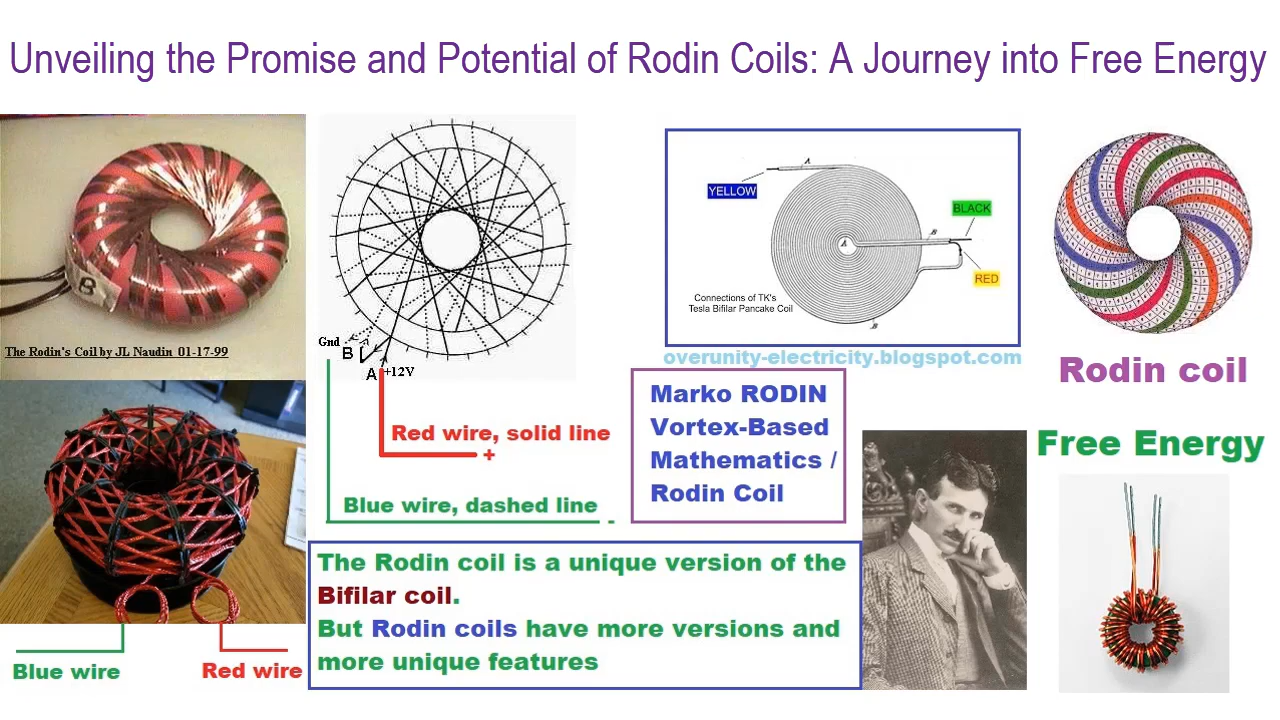 Unveiling the Promise and Potential of Rodin Coils: A Journey into Free Energy
B
The Rodin's Coil by JL Naudin 01-17-99
Gnd
B
A
+12V
Red wire, solid line
+
Blue wire, dashed line
-
Blue wire
Red wire
A
YELLOW
BLACK
B
A
RED
Connections of TK's
Tesla Bifilar Pancake Coil
B
overunity-electricity.blogspot.com
Marko RODIN
Vortex-Based
Mathematics /
Rodin Coil
The Rodin coil is a unique version of the
Bifilar coil.
But Rodin coils have more versions and
more unique features
Rodin coil
Free Energy